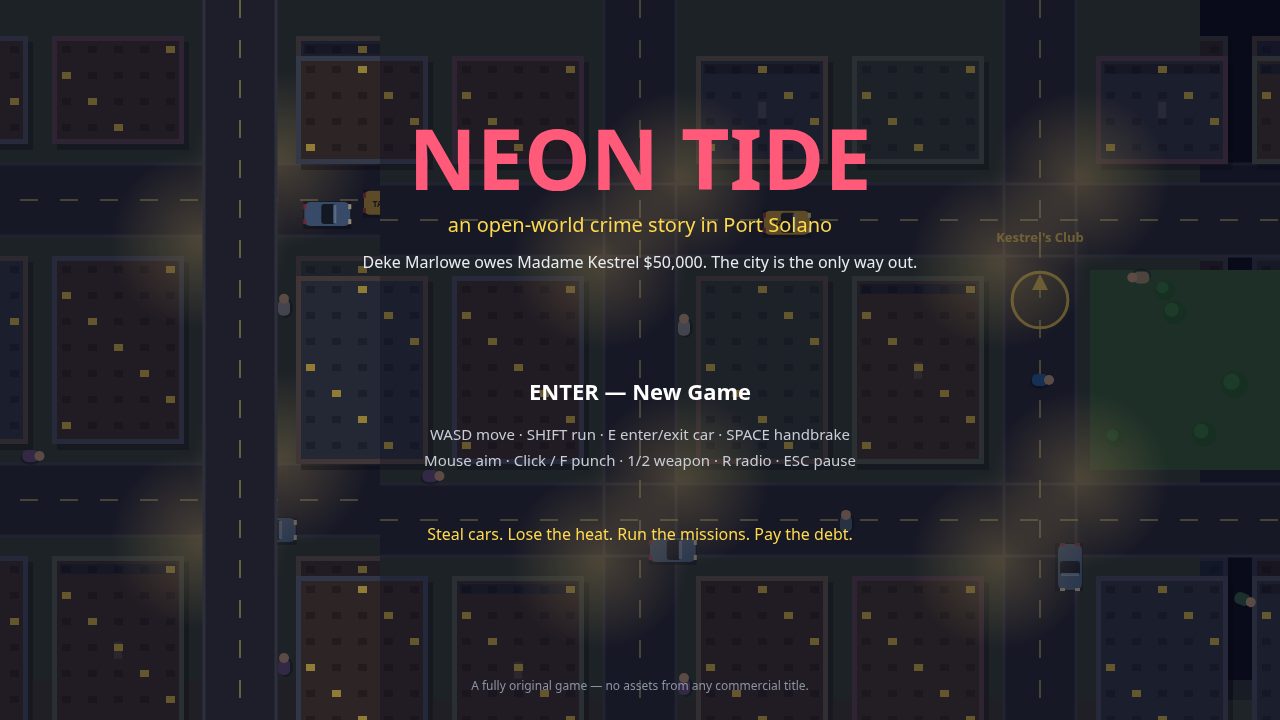 NEON TIDE
an open-world crime story in Port Solano
Kestrel's Club
Deke Marlowe owes Madame Kestrel $50,000. The city is the only way out.
ENTER — New Game
WASD move · SHIFT run · E enter/exit car · SPACE handbrake
Mouse aim · Click / F punch · 1/2 weapon · R radio · ESC pause
Steal cars. Lose the heat. Run the missions. Pay the debt.
A fully original game — no assets from any commercial title.